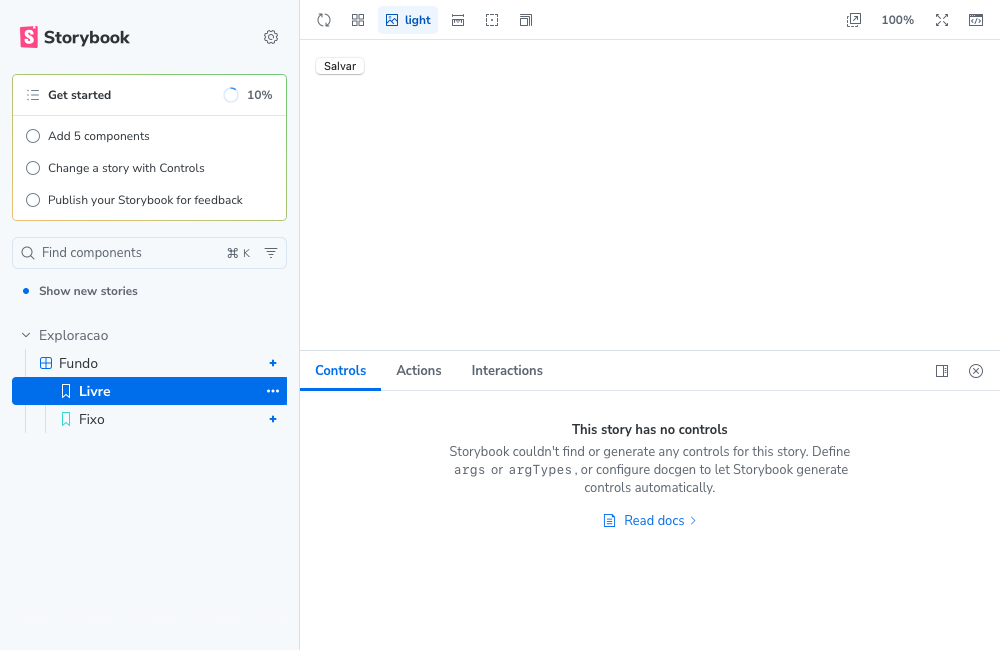 Storybook
Get started
10%
Add 5 components
Change a story with Controls
Publish your Storybook for feedback
Find components
⌘ K
Show new stories
Exploracao
Fundo
Livre
Fixo
light
100%
Salvar
Controls
Actions
Interactions
This story has no controls
Storybook couldn't find or generate any controls for this story. Define
args or argTypes, or configure docgen to let Storybook generate
controls automatically.
Read docs